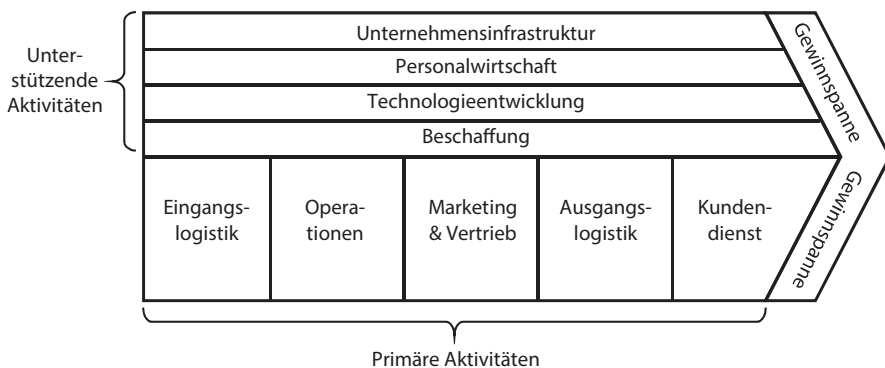 Unternehmensinfrastruktur
Personalwirtschaft
Technologieentwicklung
Beschaffung
Unter-
stützende
Aktivitäten
Gewinnspanne
Gewinnspanne
Eingangs-
logistik
Opera-
tionen
Marketing
& Vertrieb
Ausgangs-
logistik
Kunden-
dienst
Primäre Aktivitäten